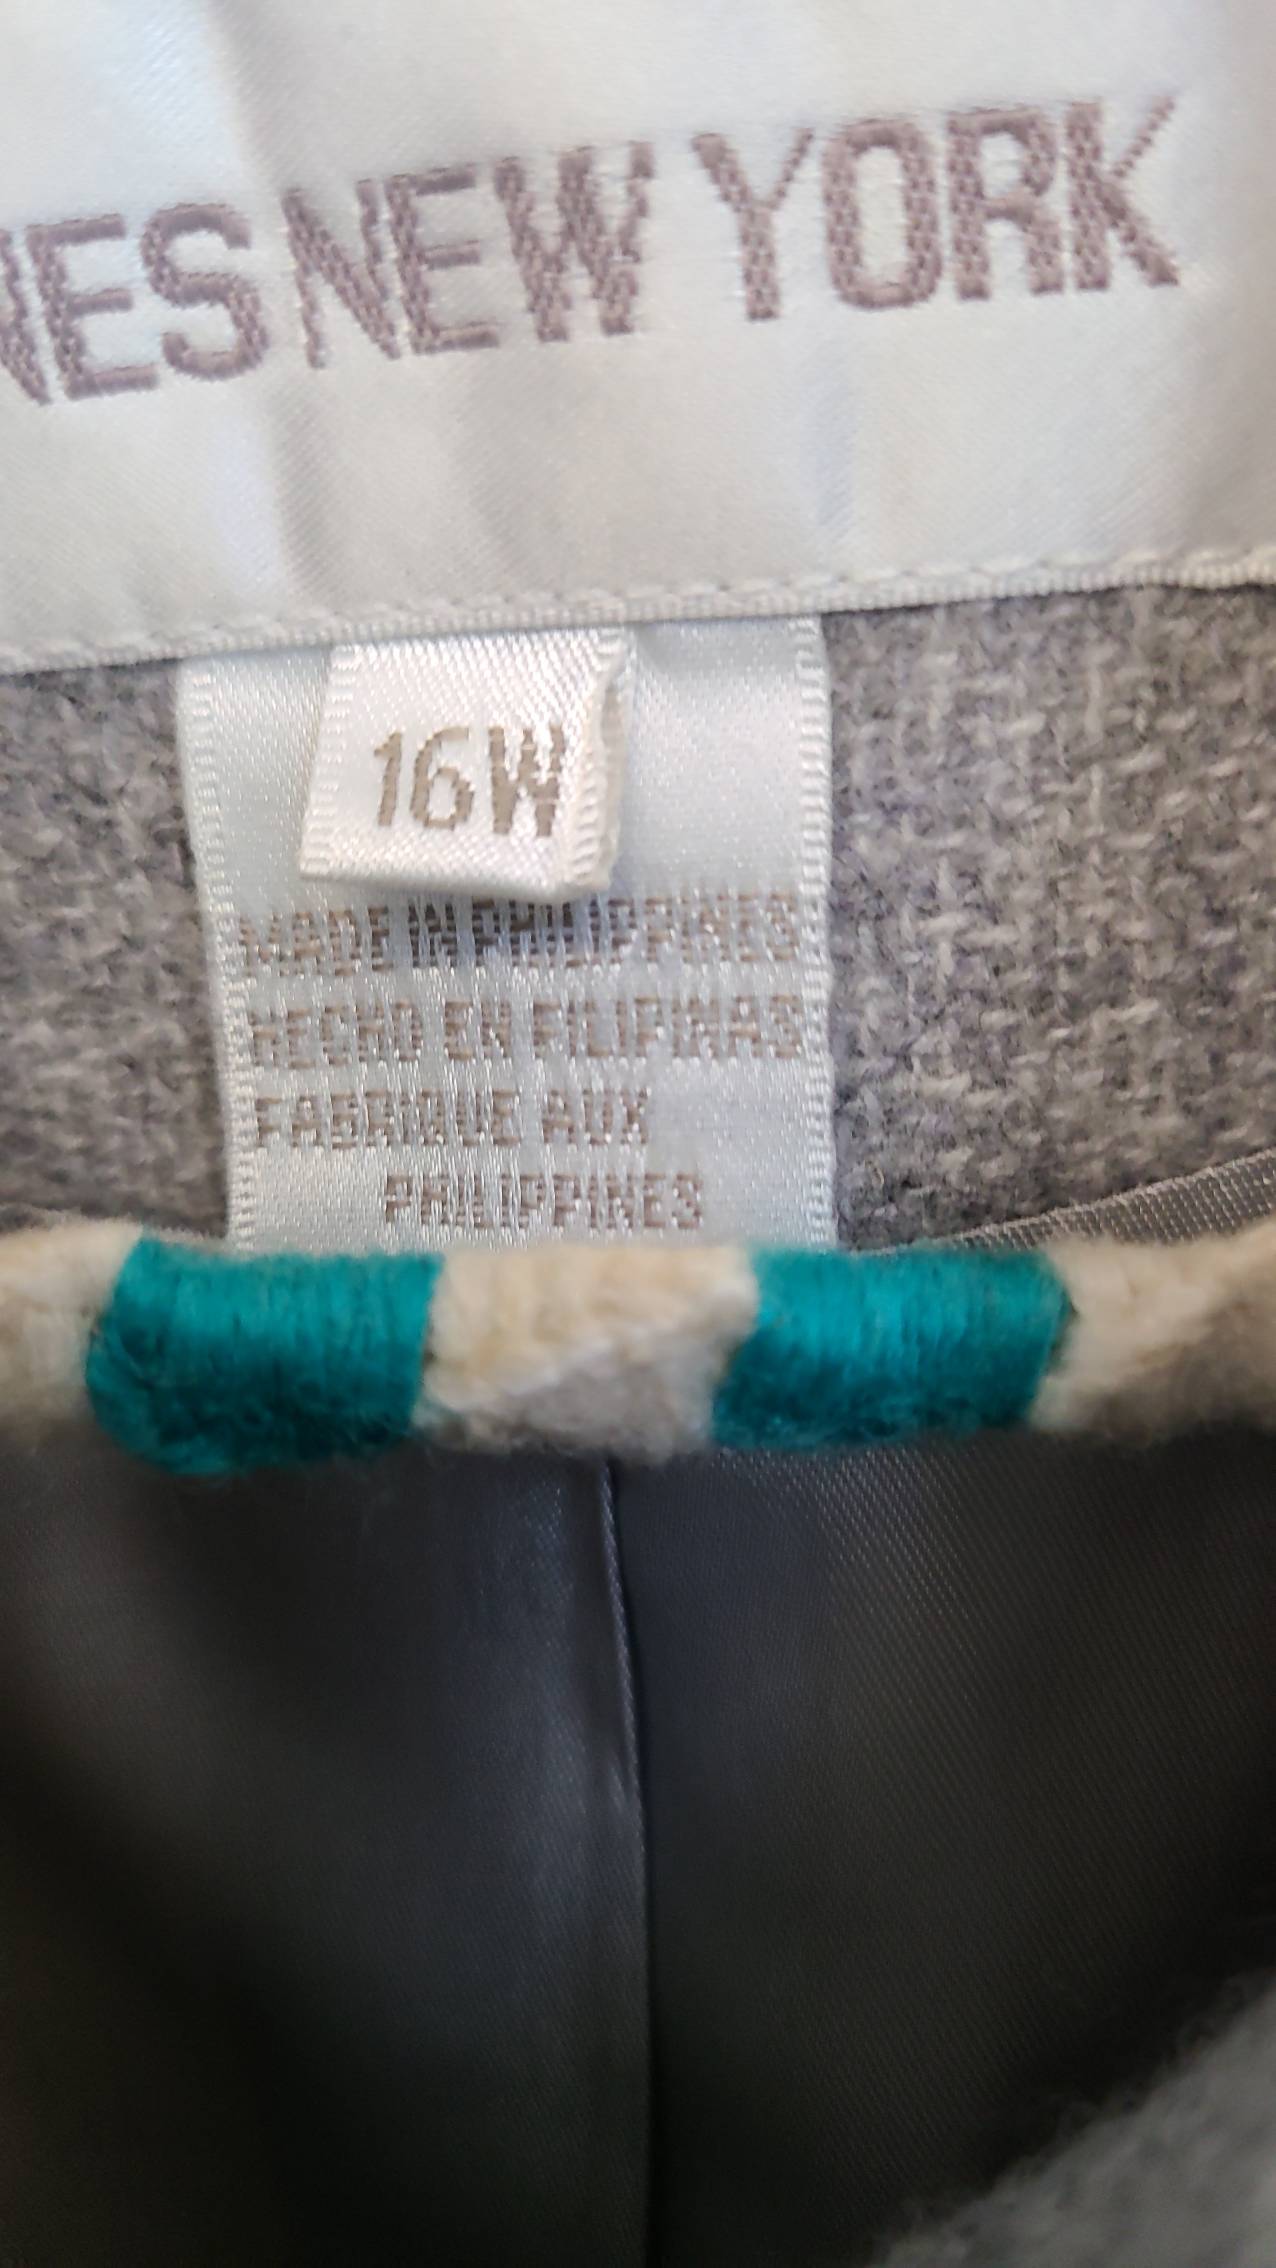 NES NEW YORK
16W
MADE IN PHILIPPINES
HECHO EN FILIPINAS
FABRIQUE AUX
PHILIPPINES